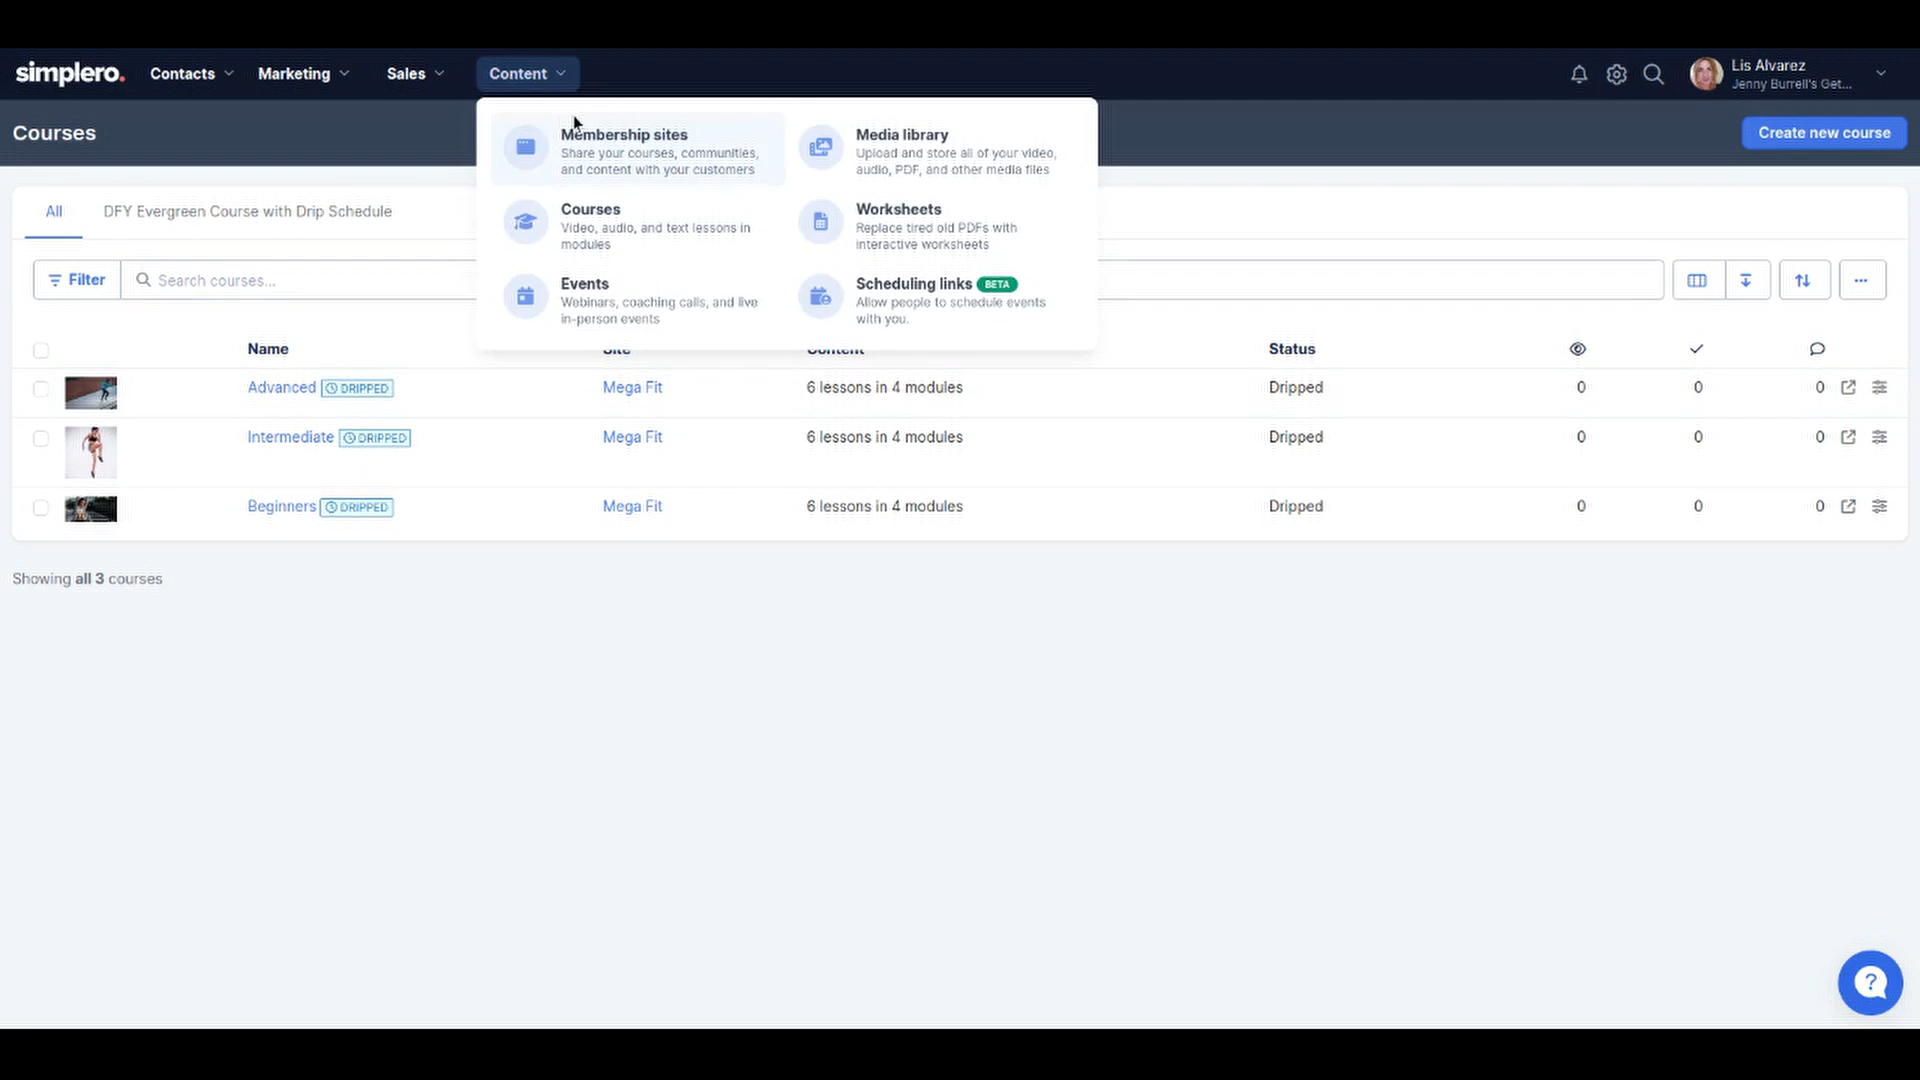 simplero.
Contacts
Marketing
Sales
Content
Lis Alvarez
Jenny Burrell's Get...
Courses
Create new course
Membership sites
Share your courses, communities,
and content with your customers
Media library
Upload and store all of your video,
audio, PDF, and other media files
Courses
Video, audio, and text lessons in
modules
Worksheets
Replace tired old PDFs with
interactive worksheets
Events
Webinars, coaching calls, and live
in-person events
Scheduling links BETA
Allow people to schedule events
with you.
All
DFY Evergreen Course with Drip Schedule
Filter
Search courses...
Name
Site
Content
Status
Advanced DRIPPED
Mega Fit
6 lessons in 4 modules
Dripped
0
0
0
Intermediate DRIPPED
Mega Fit
6 lessons in 4 modules
Dripped
0
0
0
Beginners DRIPPED
Mega Fit
6 lessons in 4 modules
Dripped
0
0
0
Showing all 3 courses